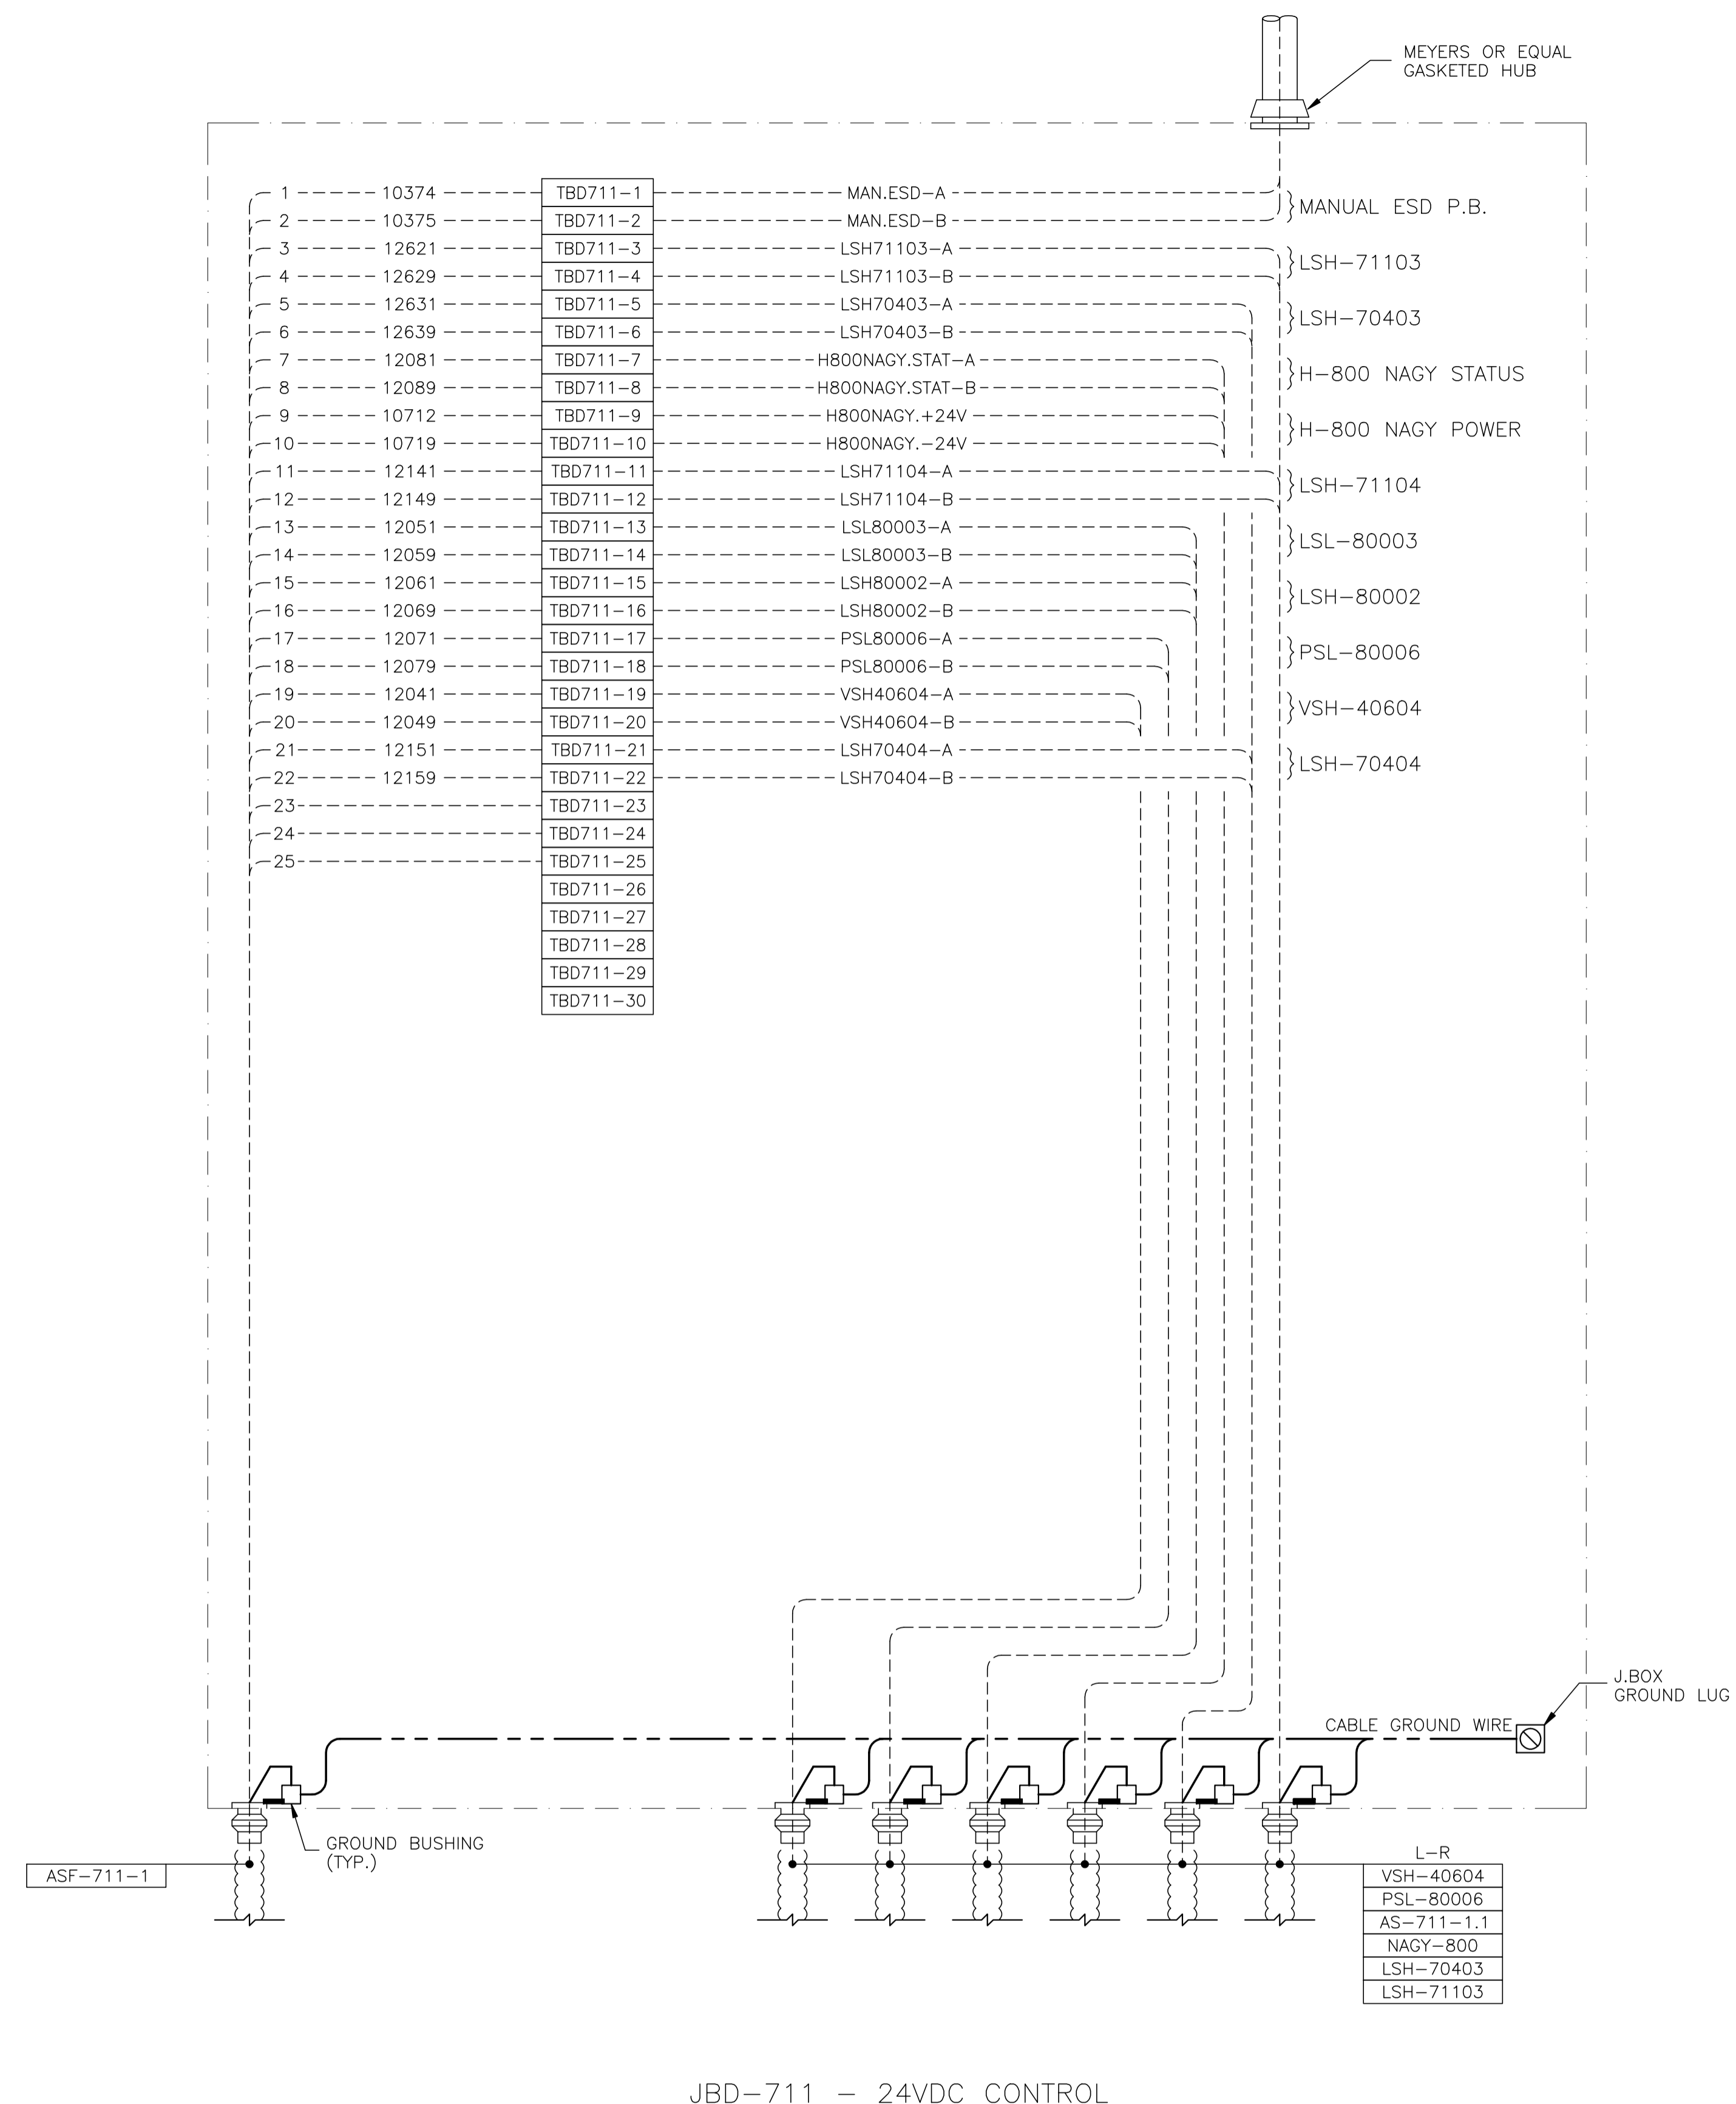 MEYERS OR EQUAL
GASKETED HUB
1 10374 TBD711-1 MAN.ESD-A
MANUAL ESD P.B.
2 10375 TBD711-2 MAN.ESD-B
3 12621 TBD711-3 LSH71103-A
LSH-71103
4 12629 TBD711-4 LSH71103-B
5 12631 TBD711-5 LSH70403-A
LSH-70403
6 12639 TBD711-6 LSH70403-B
7 12081 TBD711-7 H800NAGY.STAT-A
H-800 NAGY STATUS
8 12089 TBD711-8 H800NAGY.STAT-B
9 10712 TBD711-9 H800NAGY.+24V
H-800 NAGY POWER
10 10719 TBD711-10 H800NAGY.-24V
11 12141 TBD711-11 LSH71104-A
LSH-71104
12 12149 TBD711-12 LSH71104-B
13 12051 TBD711-13 LSL80003-A
LSL-80003
14 12059 TBD711-14 LSL80003-B
15 12061 TBD711-15 LSH80002-A
LSH-80002
16 12069 TBD711-16 LSH80002-B
17 12071 TBD711-17 PSL80006-A
PSL-80006
18 12079 TBD711-18 PSL80006-B
19 12041 TBD711-19 VSH40604-A
VSH-40604
20 12049 TBD711-20 VSH40604-B
21 12151 TBD711-21 LSH70404-A
LSH-70404
22 12159 TBD711-22 LSH70404-B
23 TBD711-23
24 TBD711-24
25 TBD711-25
TBD711-26
TBD711-27
TBD711-28
TBD711-29
TBD711-30
J.BOX
GROUND LUG
CABLE GROUND WIRE
GROUND BUSHING
(TYP.)
ASF-711-1
L-R
VSH-40604
PSL-80006
AS-711-1.1
NAGY-800
LSH-70403
LSH-71103
JBD-711 - 24VDC CONTROL